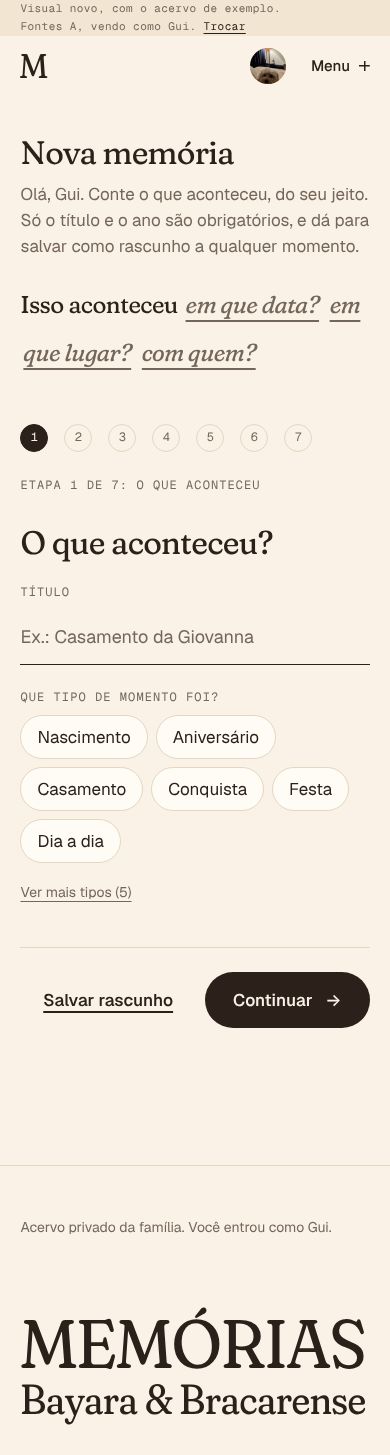 Visual novo, com o acervo de exemplo.
Fontes A, vendo como Gui. Trocar
M
Menu +
Nova memória
Olá, Gui. Conte o que aconteceu, do seu jeito.
Só o título e o ano são obrigatórios, e dá para
salvar como rascunho a qualquer momento.
Isso aconteceu em que data? em
que lugar? com quem?
1 2 3 4 5 6 7
ETAPA 1 DE 7: O QUE ACONTECEU
O que aconteceu?
TÍTULO
Ex.: Casamento da Giovanna
QUE TIPO DE MOMENTO FOI?
Nascimento Aniversário
Casamento Conquista Festa
Dia a dia
Ver mais tipos (5)
Salvar rascunho Continuar →
Acervo privado da família. Você entrou como Gui.
MEMÓRIAS
Bayara & Bracarense